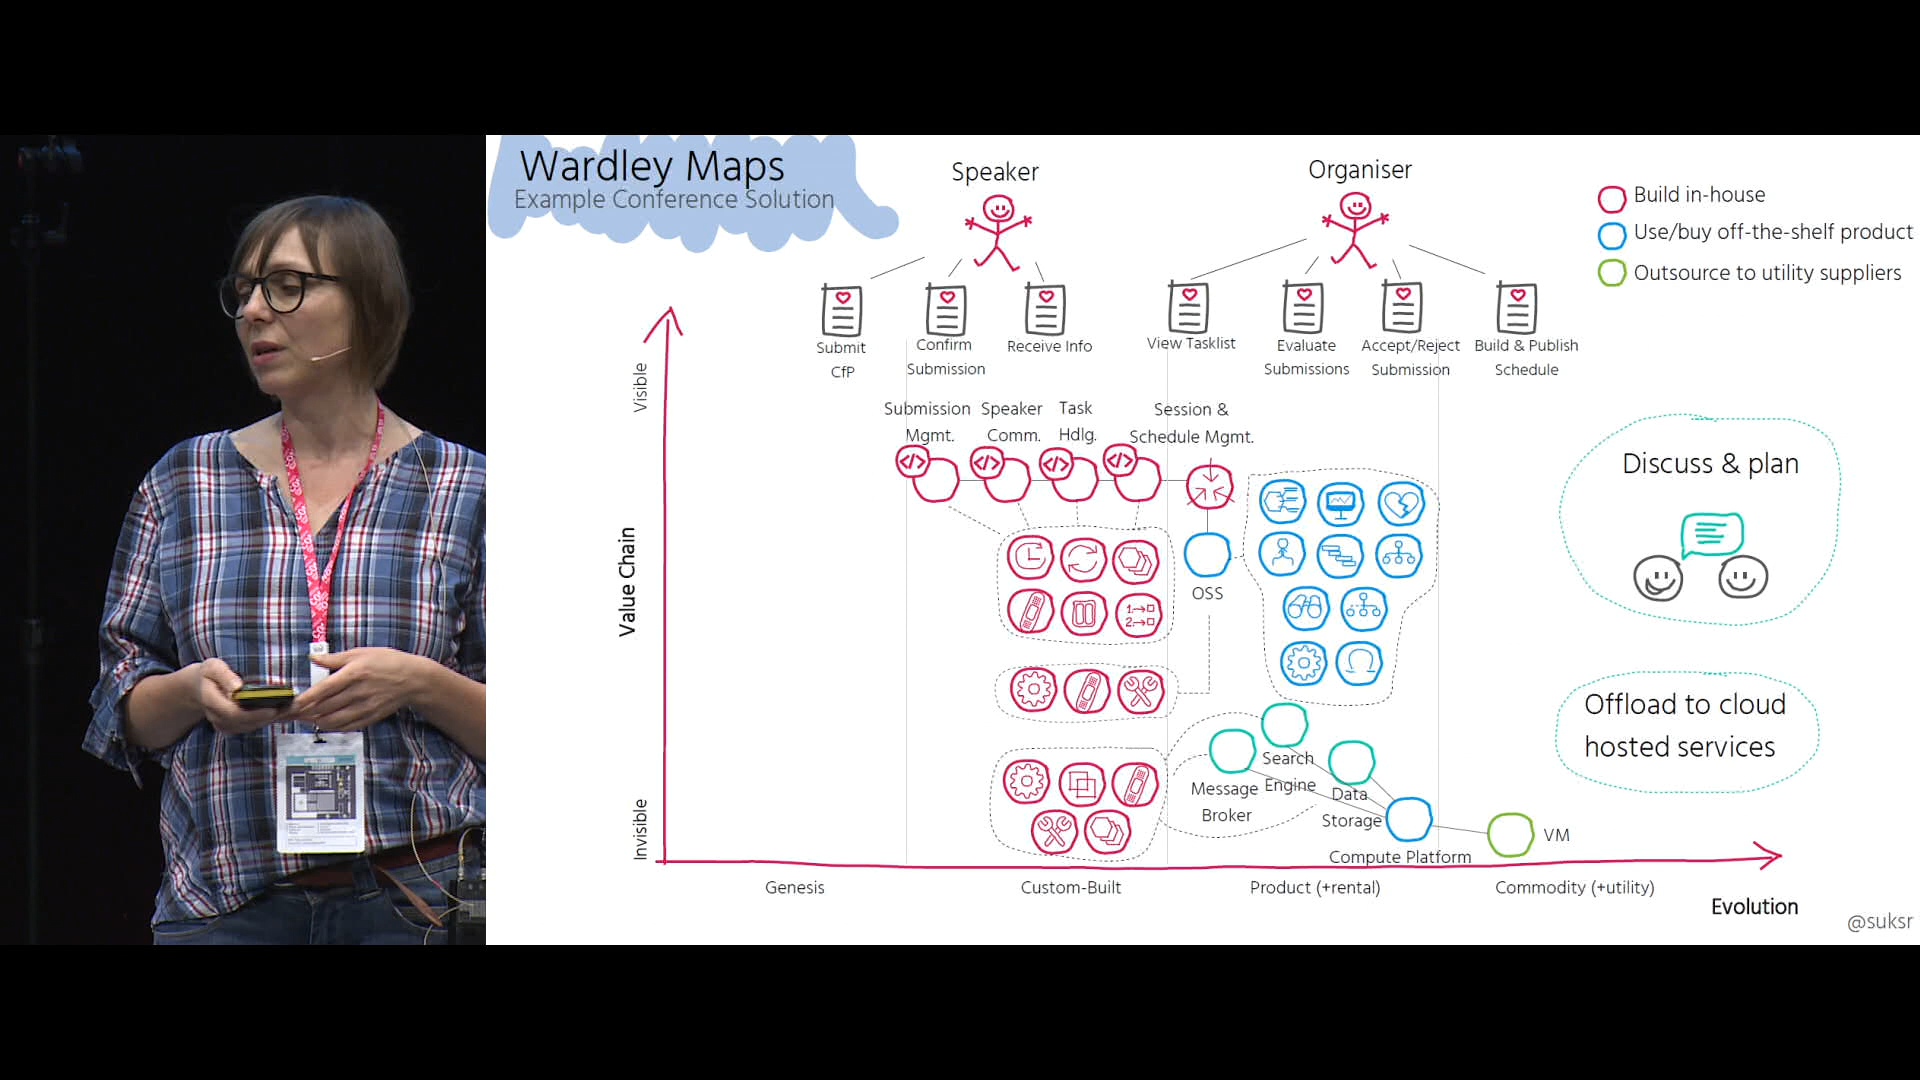 Wardley Maps
Example Conference Solution
Speaker
Organiser
Build in-house
Use/buy off-the-shelf product
Outsource to utility suppliers
Submit
CfP
Confirm
Submission
Receive Info
View Tasklist
Evaluate
Submissions
Accept/Reject
Submission
Build & Publish
Schedule
Visible
Value Chain
Invisible
Submission
Mgmt.
Speaker
Comm.
Task
Hdlg.
Session &
Schedule Mgmt.
</>
</>
</>
</>
1.→□
2.→□
OSS
Discuss & plan
Offload to cloud
hosted services
Message
Broker
Search
Engine
Data
Storage
Compute Platform
VM
Genesis
Custom-Built
Product (+rental)
Commodity (+utility)
Evolution
@suksr